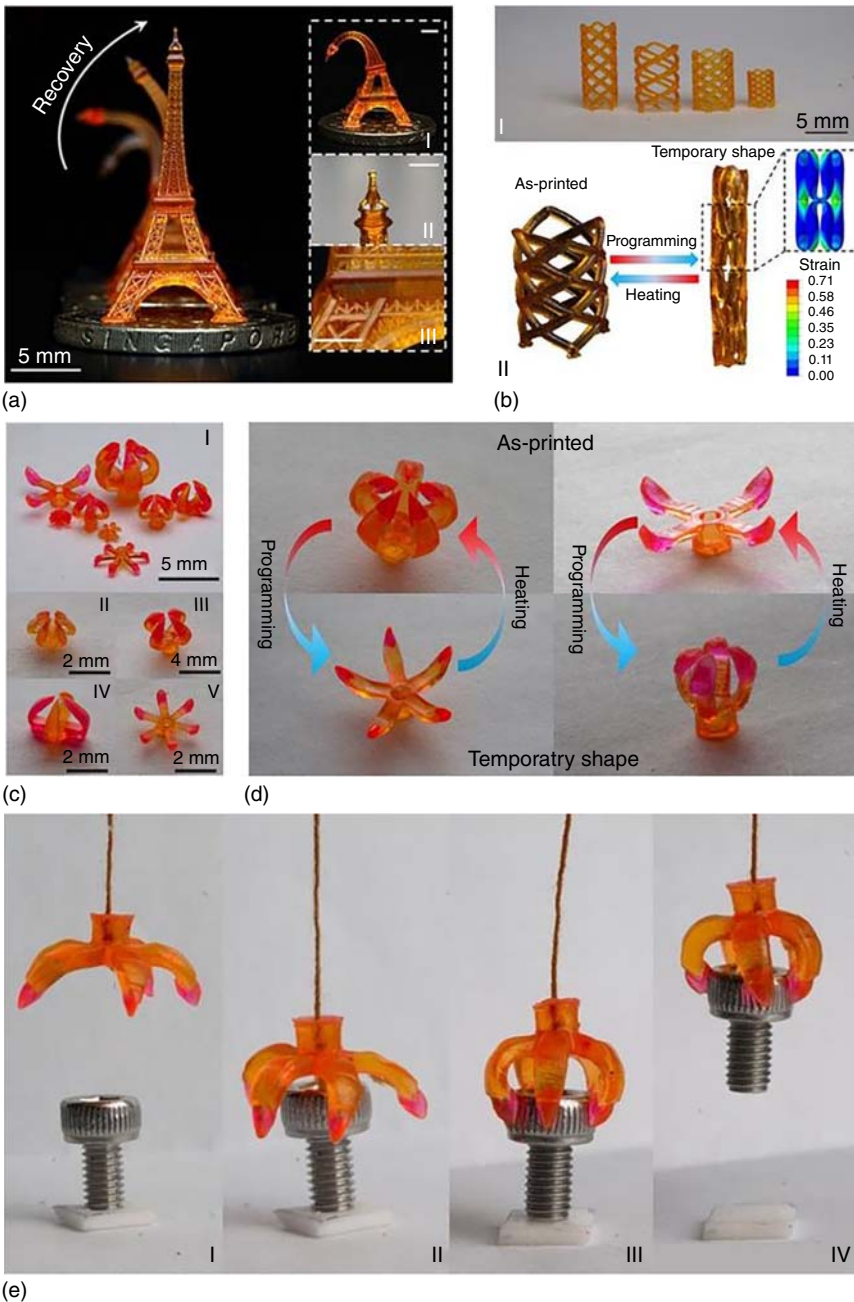 Recovery
SINGAPORE
5 mm
I
II
III
(a)
I
5 mm
Temporary shape
As-printed
Programming
Heating
Strain
0.71
0.58
0.46
0.35
0.23
0.11
0.00
II
(b)
I
5 mm
II
III
2 mm
4 mm
IV
V
2 mm
2 mm
(c)
As-printed
Programming
Heating
Programming
Heating
Temporatry shape
(d)
I
II
III
IV
(e)